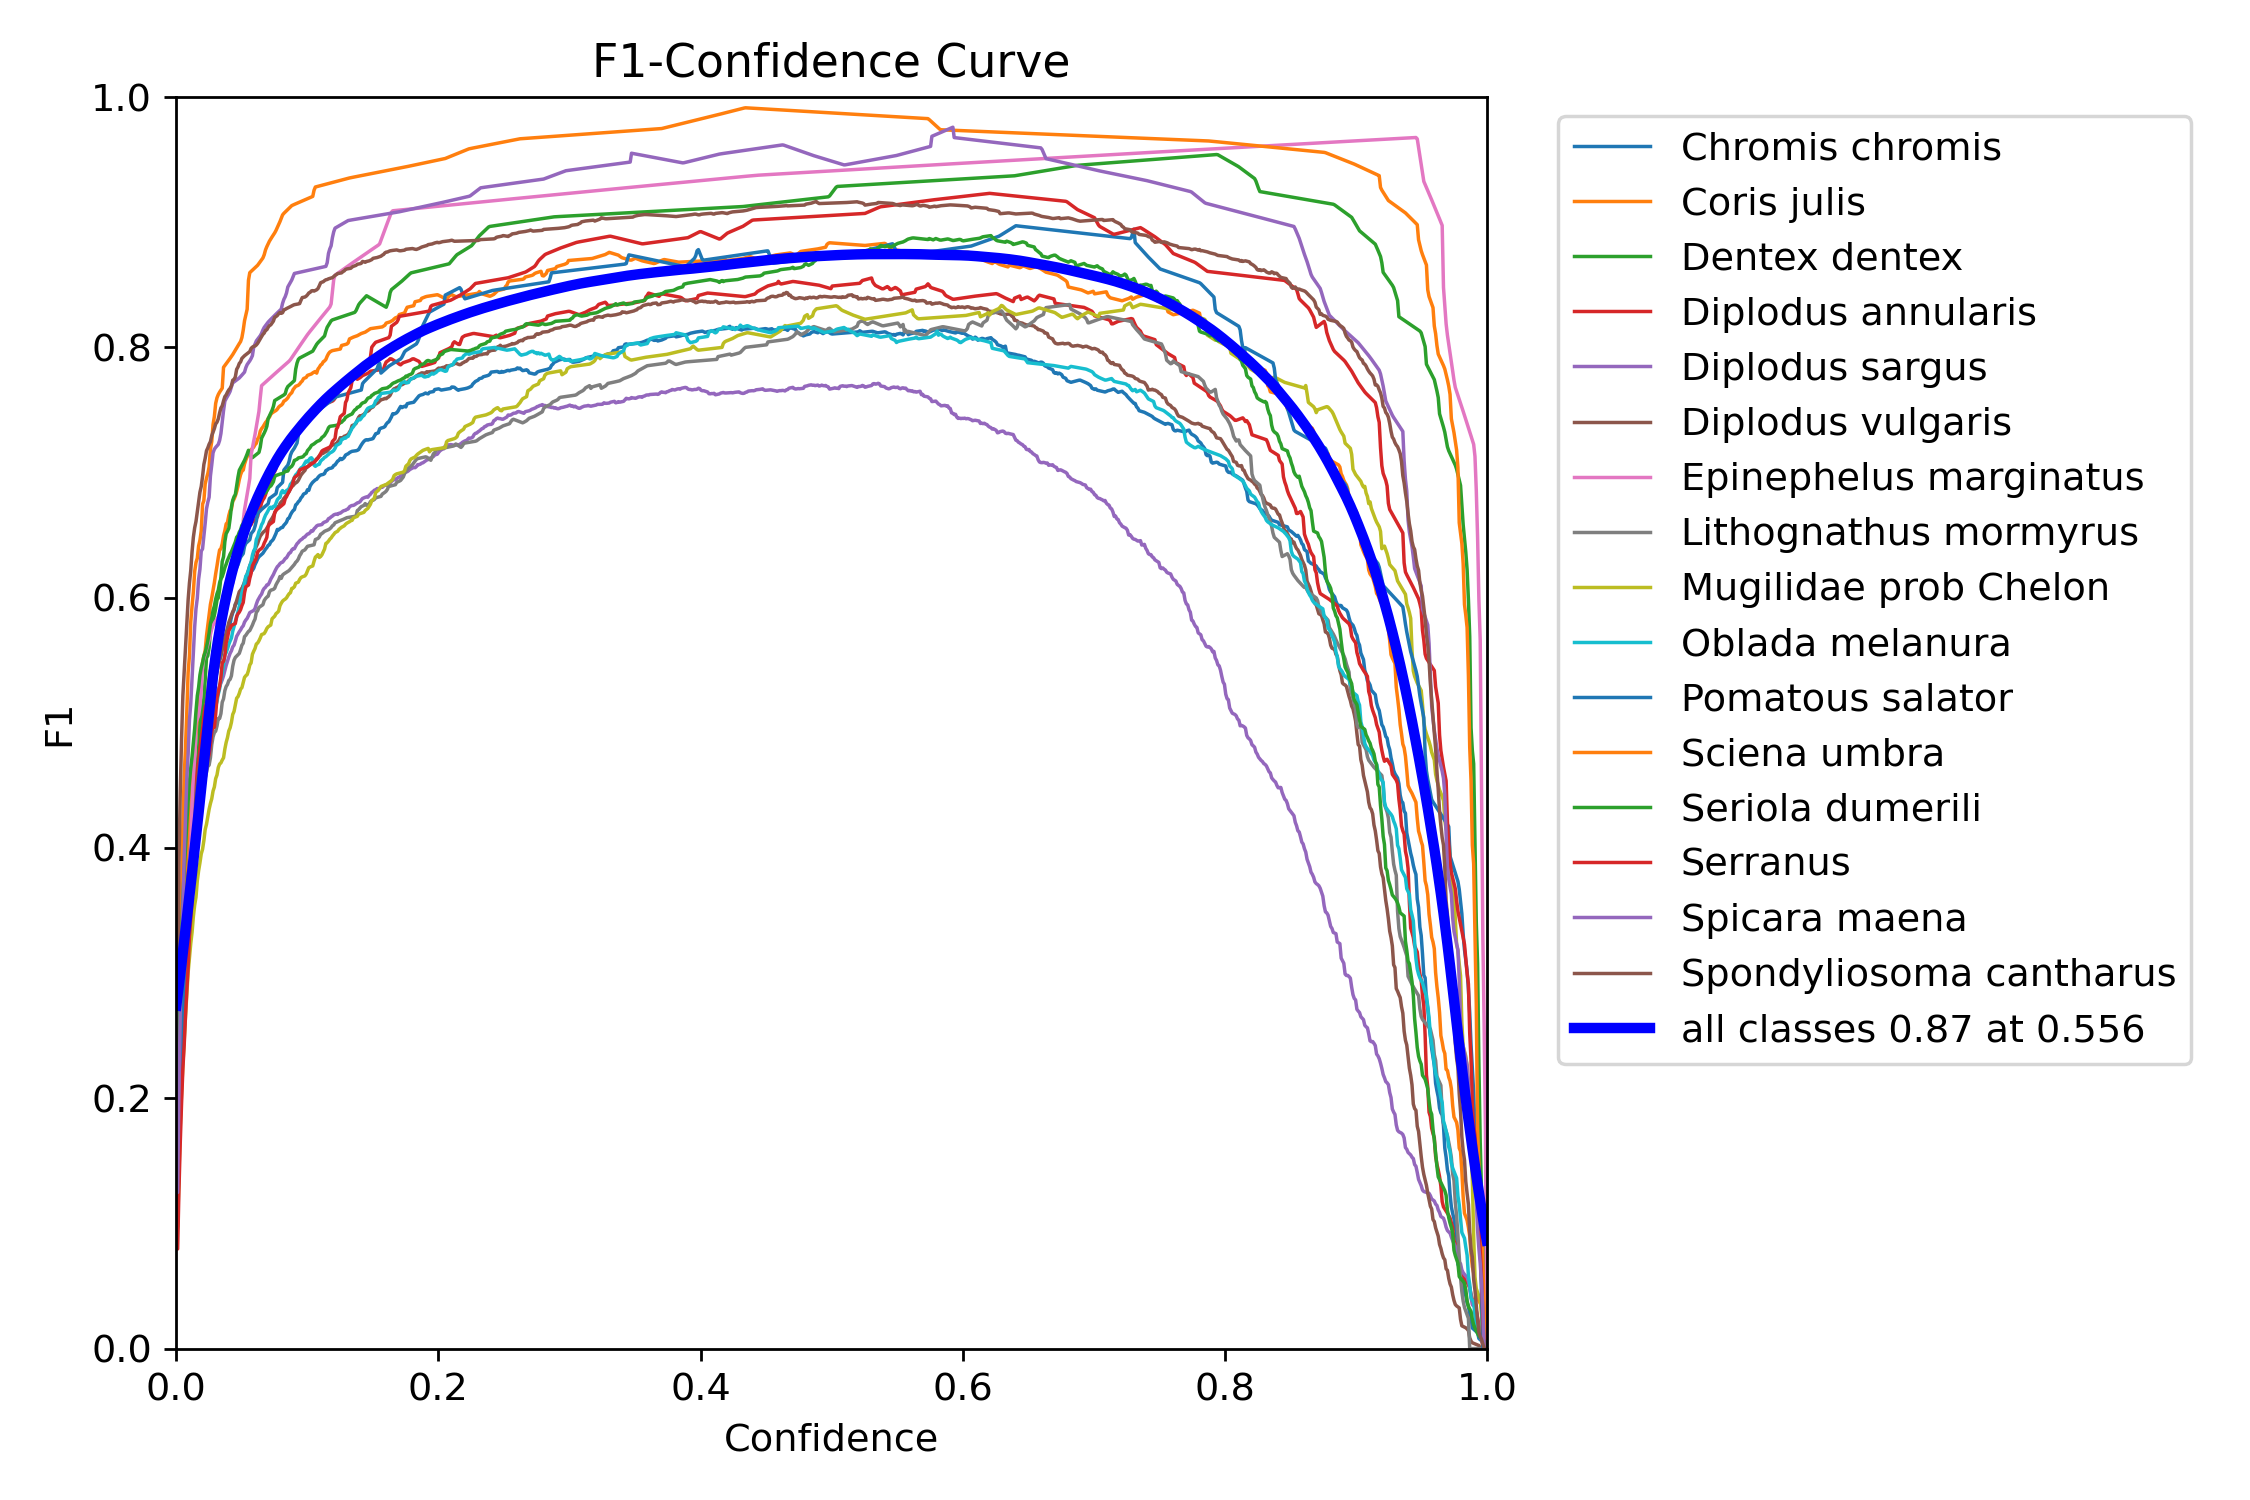 F1-Confidence Curve
1.0
0.8
0.6
0.4
0.2
0.0
F1
0.0 0.2 0.4 0.6 0.8 1.0
Confidence
Chromis chromis
Coris julis
Dentex dentex
Diplodus annularis
Diplodus sargus
Diplodus vulgaris
Epinephelus marginatus
Lithognathus mormyrus
Mugilidae prob Chelon
Oblada melanura
Pomatous salator
Sciena umbra
Seriola dumerili
Serranus
Spicara maena
Spondyliosoma cantharus
all classes 0.87 at 0.556